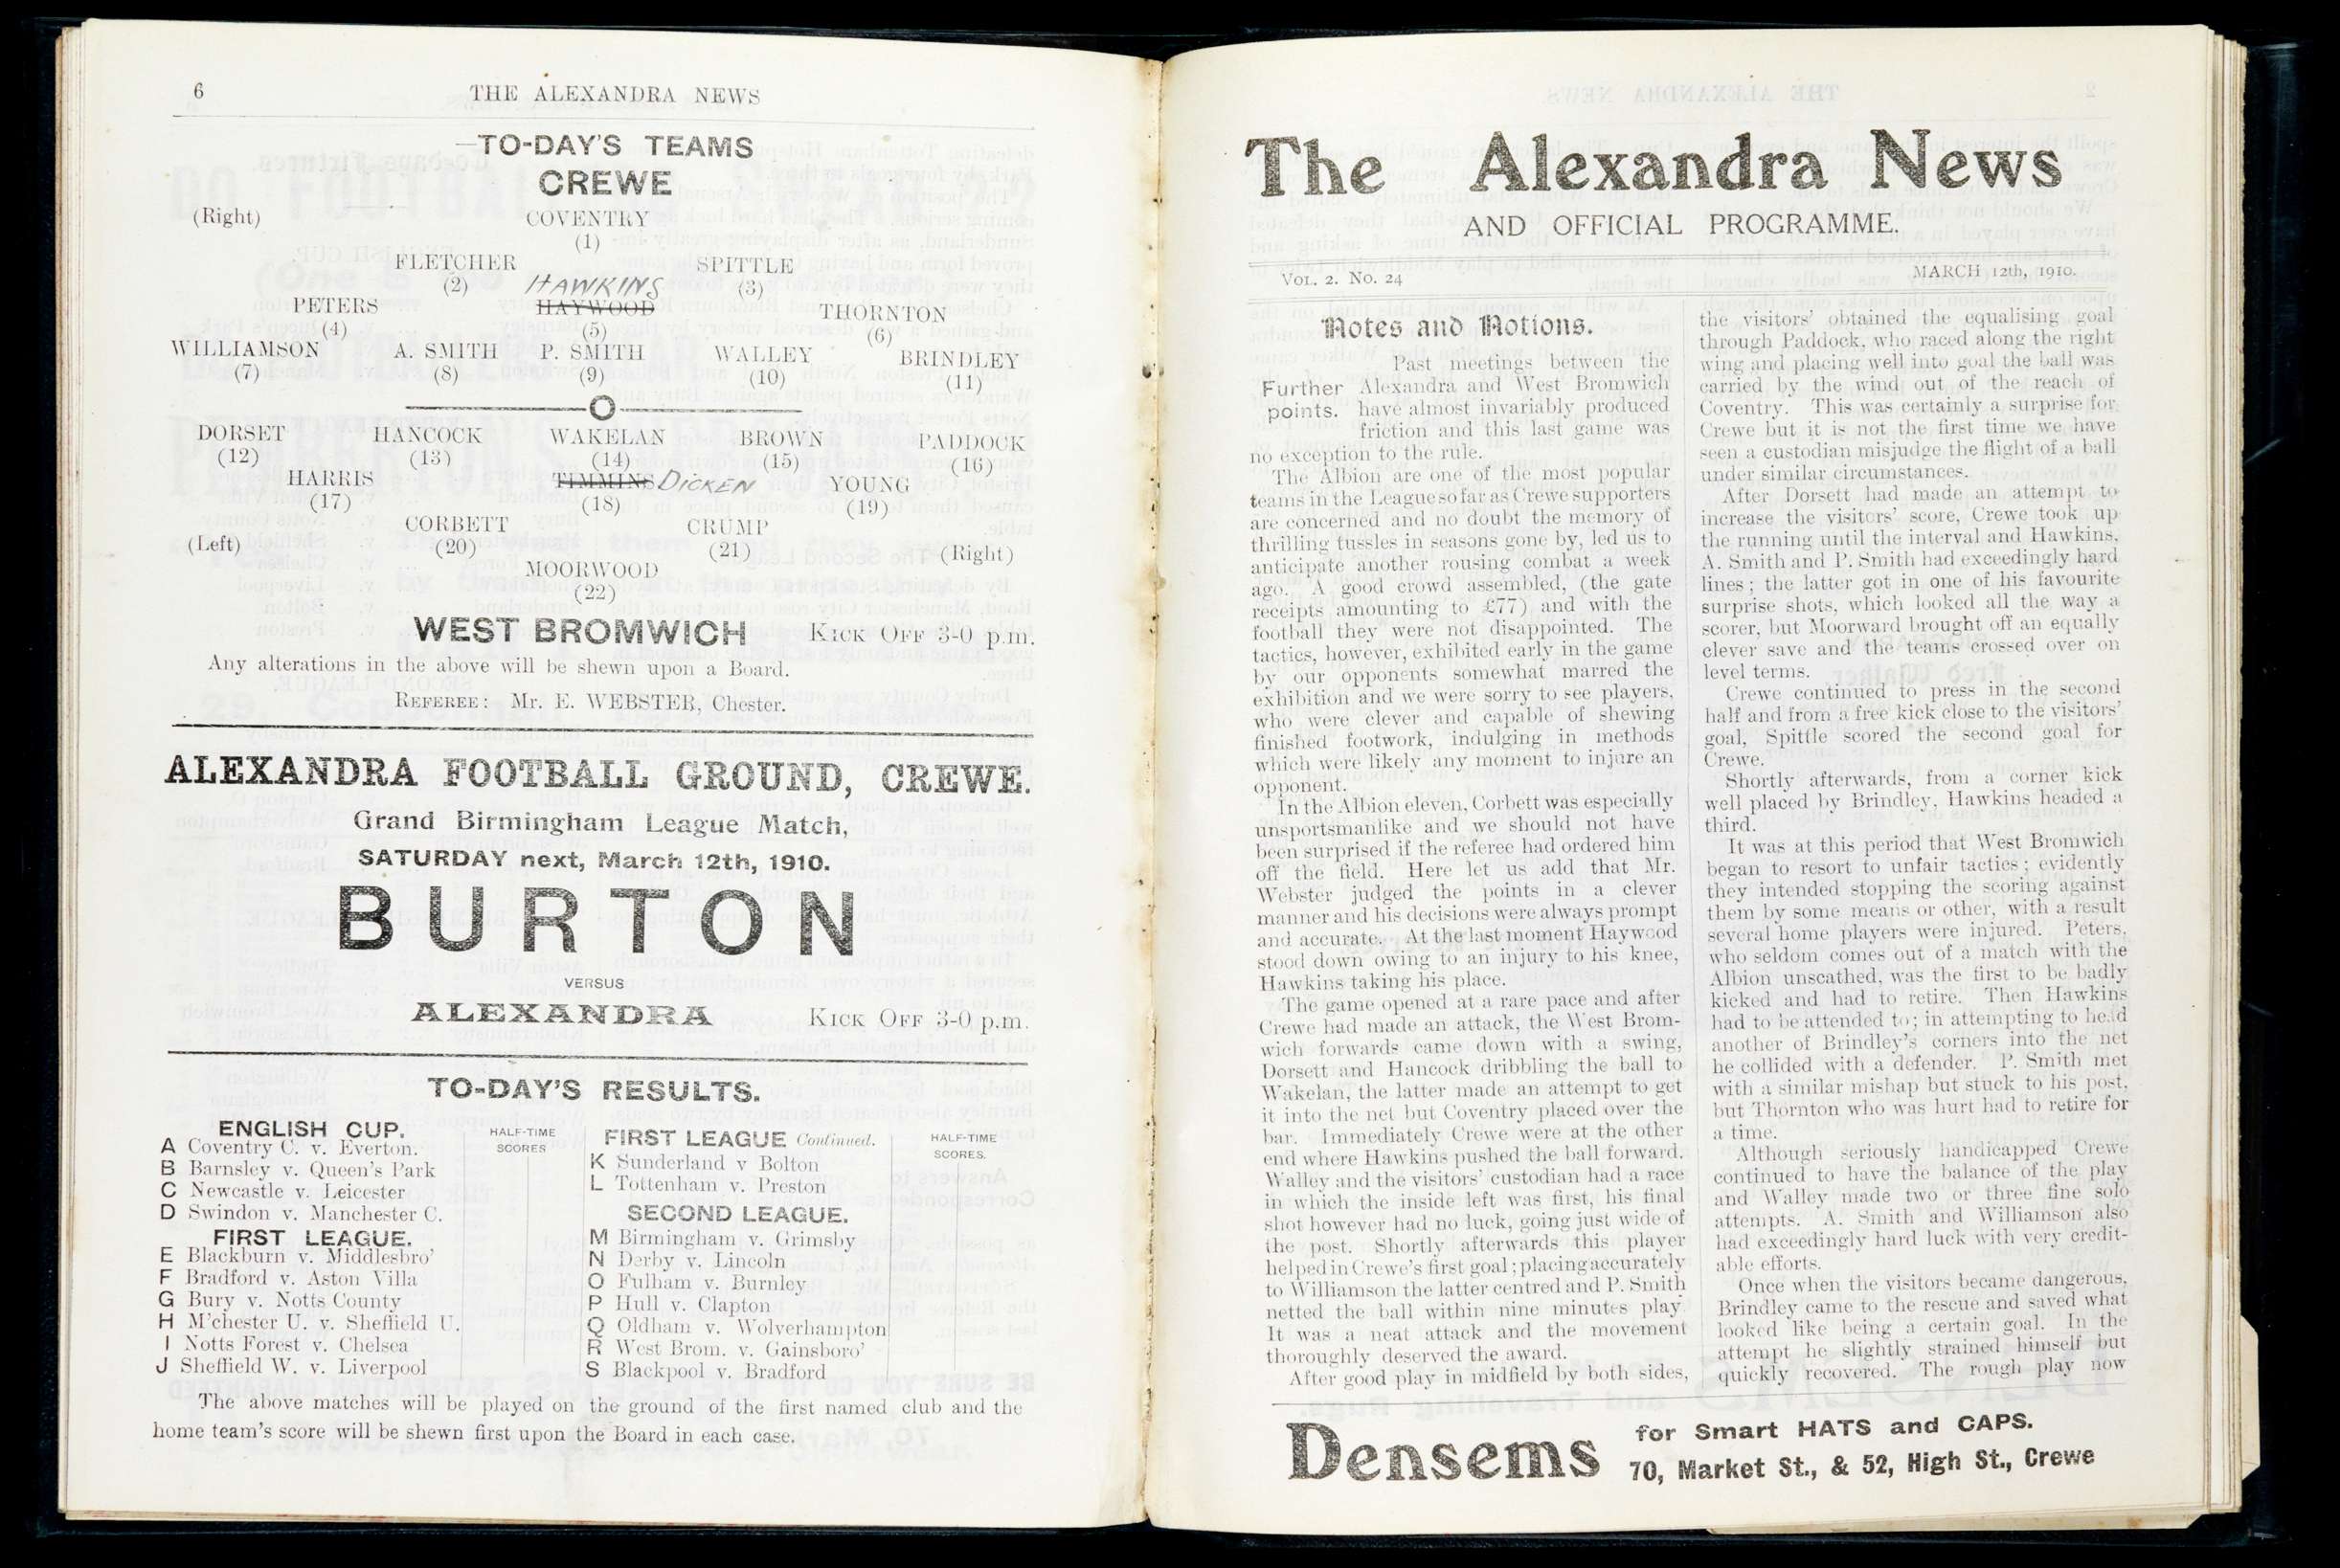 6 THE ALEXANDRA NEWS
TO-DAY'S TEAMS
CREWE
(Right) COVENTRY
(1)
FLETCHER SPITTLE
(2) HAWKINS (3)
PETERS HAYWOOD THORNTON
(4) (5) (6)
WILLIAMSON A. SMITH P. SMITH WALLEY BRINDLEY
(7) (8) (9) (10) (11)
O
DORSET HANCOCK WAKELAN BROWN PADDOCK
(12) (13) (14) (15) (16)
HARRIS TIMMINS DICKEN YOUNG
(17) (18) (19)
CORBETT CRUMP
(Left) (20) (21) (Right)
MOORWOOD
(22)
WEST BROMWICH KICK OFF 3-0 p.m.
Any alterations in the above will be shewn upon a Board.
REFEREE: Mr. E. WEBSTER, Chester.
ALEXANDRA FOOTBALL GROUND, CREWE.
Grand Birmingham League Match,
SATURDAY next, March 12th, 1910.
BURTON
VERSUS
ALEXANDRA KICK OFF 3-0 p.m.
TO-DAY'S RESULTS.
ENGLISH CUP. HALF-TIME SCORES
A Coventry C. v. Everton.
B Barnsley v. Queen's Park
C Newcastle v. Leicester
D Swindon v. Manchester C.
FIRST LEAGUE.
E Blackburn v. Middlesbro'
F Bradford v. Aston Villa
G Bury v. Notts County
H M'chester U. v. Sheffield U.
I Notts Forest v. Chelsea
J Sheffield W. v. Liverpool
FIRST LEAGUE Continued. HALF-TIME SCORES.
K Sunderland v Bolton
L Tottenham v. Preston
SECOND LEAGUE.
M Birmingham v. Grimsby
N Derby v. Lincoln
O Fulham v. Burnley
P Hull v. Clapton
Q Oldham v. Wolverhampton
R West Brom. v. Gainsboro'
S Blackpool v. Bradford
The above matches will be played on the ground of the first named club and the
home team's score will be shewn first upon the Board in each case.
The Alexandra News
AND OFFICIAL PROGRAMME.
VOL. 2. No. 24 MARCH 12th, 1910.
Notes and Notions.
Past meetings between the
Further Alexandra and West Bromwich
points. have almost invariably produced
friction and this last game was
no exception to the rule.
The Albion are one of the most popular
teams in the League so far as Crewe supporters
are concerned and no doubt the memory of
thrilling tussles in seasons gone by, led us to
anticipate another rousing combat a week
ago. A good crowd assembled, (the gate
receipts amounting to £77) and with the
football they were not disappointed. The
tactics, however, exhibited early in the game
by our opponents somewhat marred the
exhibition and we were sorry to see players,
who were clever and capable of shewing
finished footwork, indulging in methods
which were likely any moment to injure an
opponent.
In the Albion eleven, Corbett was especially
unsportsmanlike and we should not have
been surprised if the referee had ordered him
off the field. Here let us add that Mr.
Webster judged the points in a clever
manner and his decisions were always prompt
and accurate. At the last moment Haywood
stood down owing to an injury to his knee,
Hawkins taking his place.
The game opened at a rare pace and after
Crewe had made an attack, the West Brom-
wich forwards came down with a swing,
Dorsett and Hancock dribbling the ball to
Wakelan, the latter made an attempt to get
it into the net but Coventry placed over the
bar. Immediately Crewe were at the other
end where Hawkins pushed the ball forward.
Walley and the visitors' custodian had a race
in which the inside left was first, his final
shot however had no luck, going just wide of
the post. Shortly afterwards this player
helped in Crewe's first goal; placing accurately
to Williamson the latter centred and P. Smith
netted the ball within nine minutes play
It was a neat attack and the movement
thoroughly deserved the award.
After good play in midfield by both sides,
the visitors' obtained the equalising goal
through Paddock, who raced along the right
wing and placing well into goal the ball was
carried by the wind out of the reach of
Coventry. This was certainly a surprise for
Crewe but it is not the first time we have
seen a custodian misjudge the flight of a ball
under similar circumstances.
After Dorsett had made an attempt to
increase the visitors' score, Crewe took up
the running until the interval and Hawkins,
A. Smith and P. Smith had exceedingly hard
lines; the latter got in one of his favourite
surprise shots, which looked all the way a
scorer, but Moorward brought off an equally
clever save and the teams crossed over on
level terms.
Crewe continued to press in the second
half and from a free kick close to the visitors'
goal, Spittle scored the second goal for
Crewe.
Shortly afterwards, from a corner kick
well placed by Brindley, Hawkins headed a
third.
It was at this period that West Bromwich
began to resort to unfair tactics; evidently
they intended stopping the scoring against
them by some means or other, with a result
several home players were injured. Peters,
who seldom comes out of a match with the
Albion unscathed, was the first to be badly
kicked and had to retire. Then Hawkins
had to be attended to; in attempting to head
another of Brindley's corners into the net
he collided with a defender. P. Smith met
with a similar mishap but stuck to his post,
but Thornton who was hurt had to retire for
a time.
Although seriously handicapped Crewe
continued to have the balance of the play
and Walley made two or three fine solo
attempts. A. Smith and Williamson also
had exceedingly hard luck with very credit-
able efforts.
Once when the visitors became dangerous,
Brindley came to the rescue and saved what
looked like being a certain goal. In the
attempt he slightly strained himself but
quickly recovered. The rough play now
Densems for Smart HATS and CAPS.
70, Market St., & 52, High St., Crewe